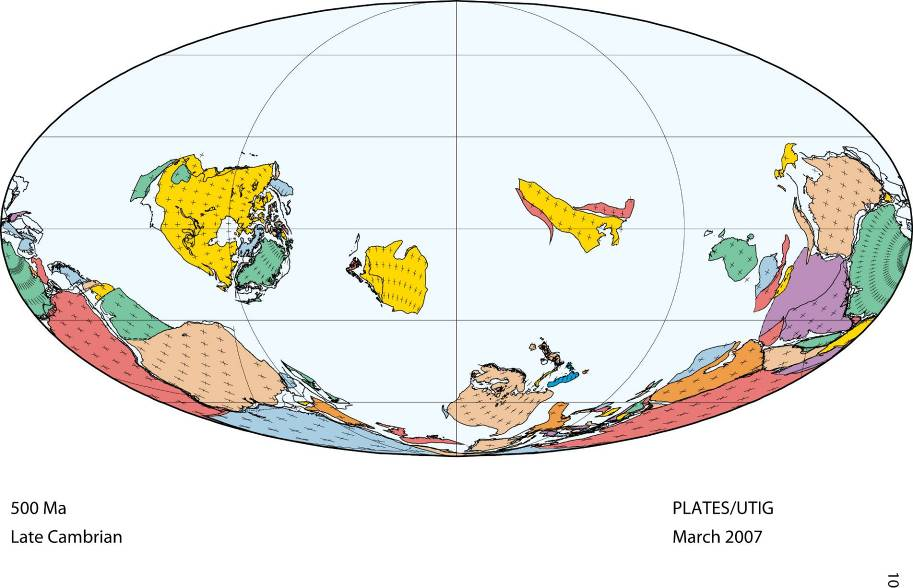 500 Ma
Late Cambrian
PLATES/UTIG
March 2007
10